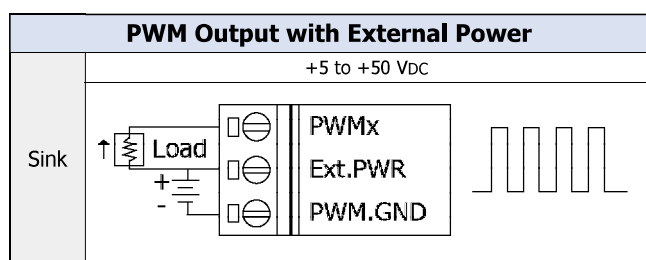 PWM Output with External Power
+5 to +50 VDC
Sink
Load
+
-
PWMx
Ext.PWR
PWM.GND